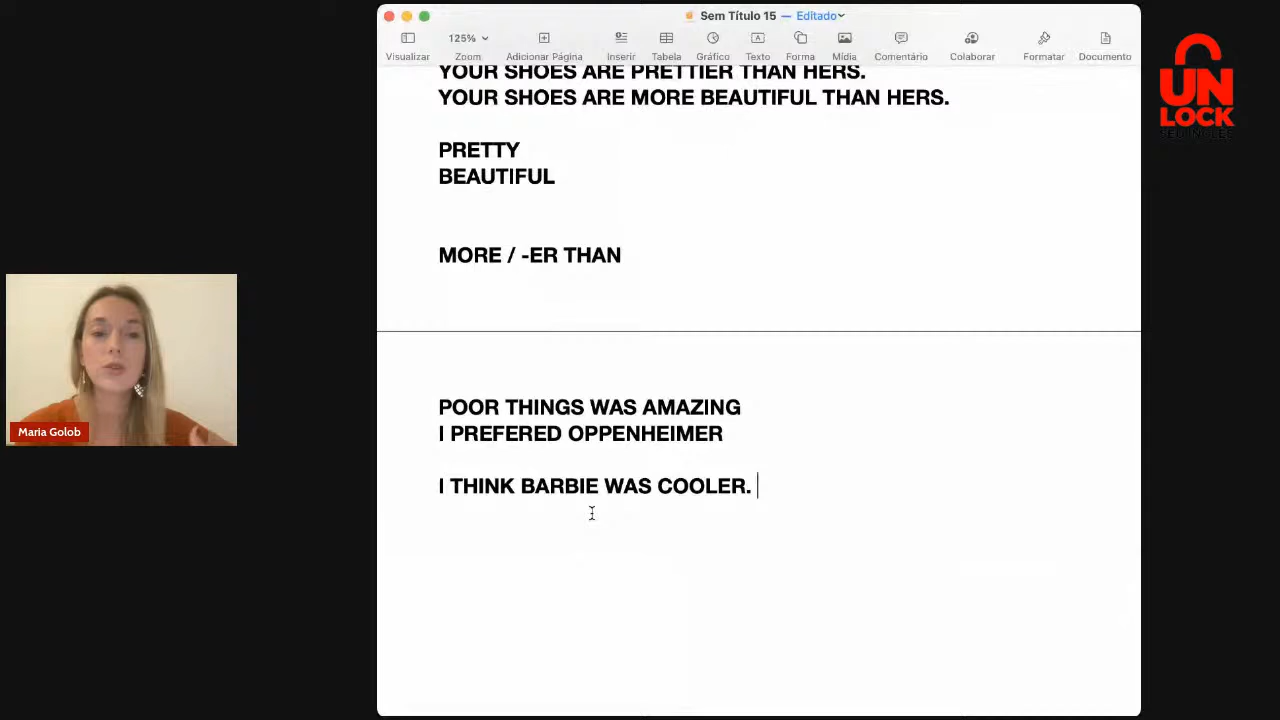 Sem Título 15 — Editado
125%
Visualizar
Zoom
Adicionar Página
Inserir
Tabela
Gráfico
Texto
Forma
Mídia
Comentário
Colaborar
Formatar
Documento
YOUR SHOES ARE PRETTIER THAN HERS.
YOUR SHOES ARE MORE BEAUTIFUL THAN HERS.
PRETTY
BEAUTIFUL
MORE / -ER THAN
POOR THINGS WAS AMAZING
I PREFERED OPPENHEIMER
I THINK BARBIE WAS COOLER.
Maria Golob
UN
LOCK
SEU INGLÊS